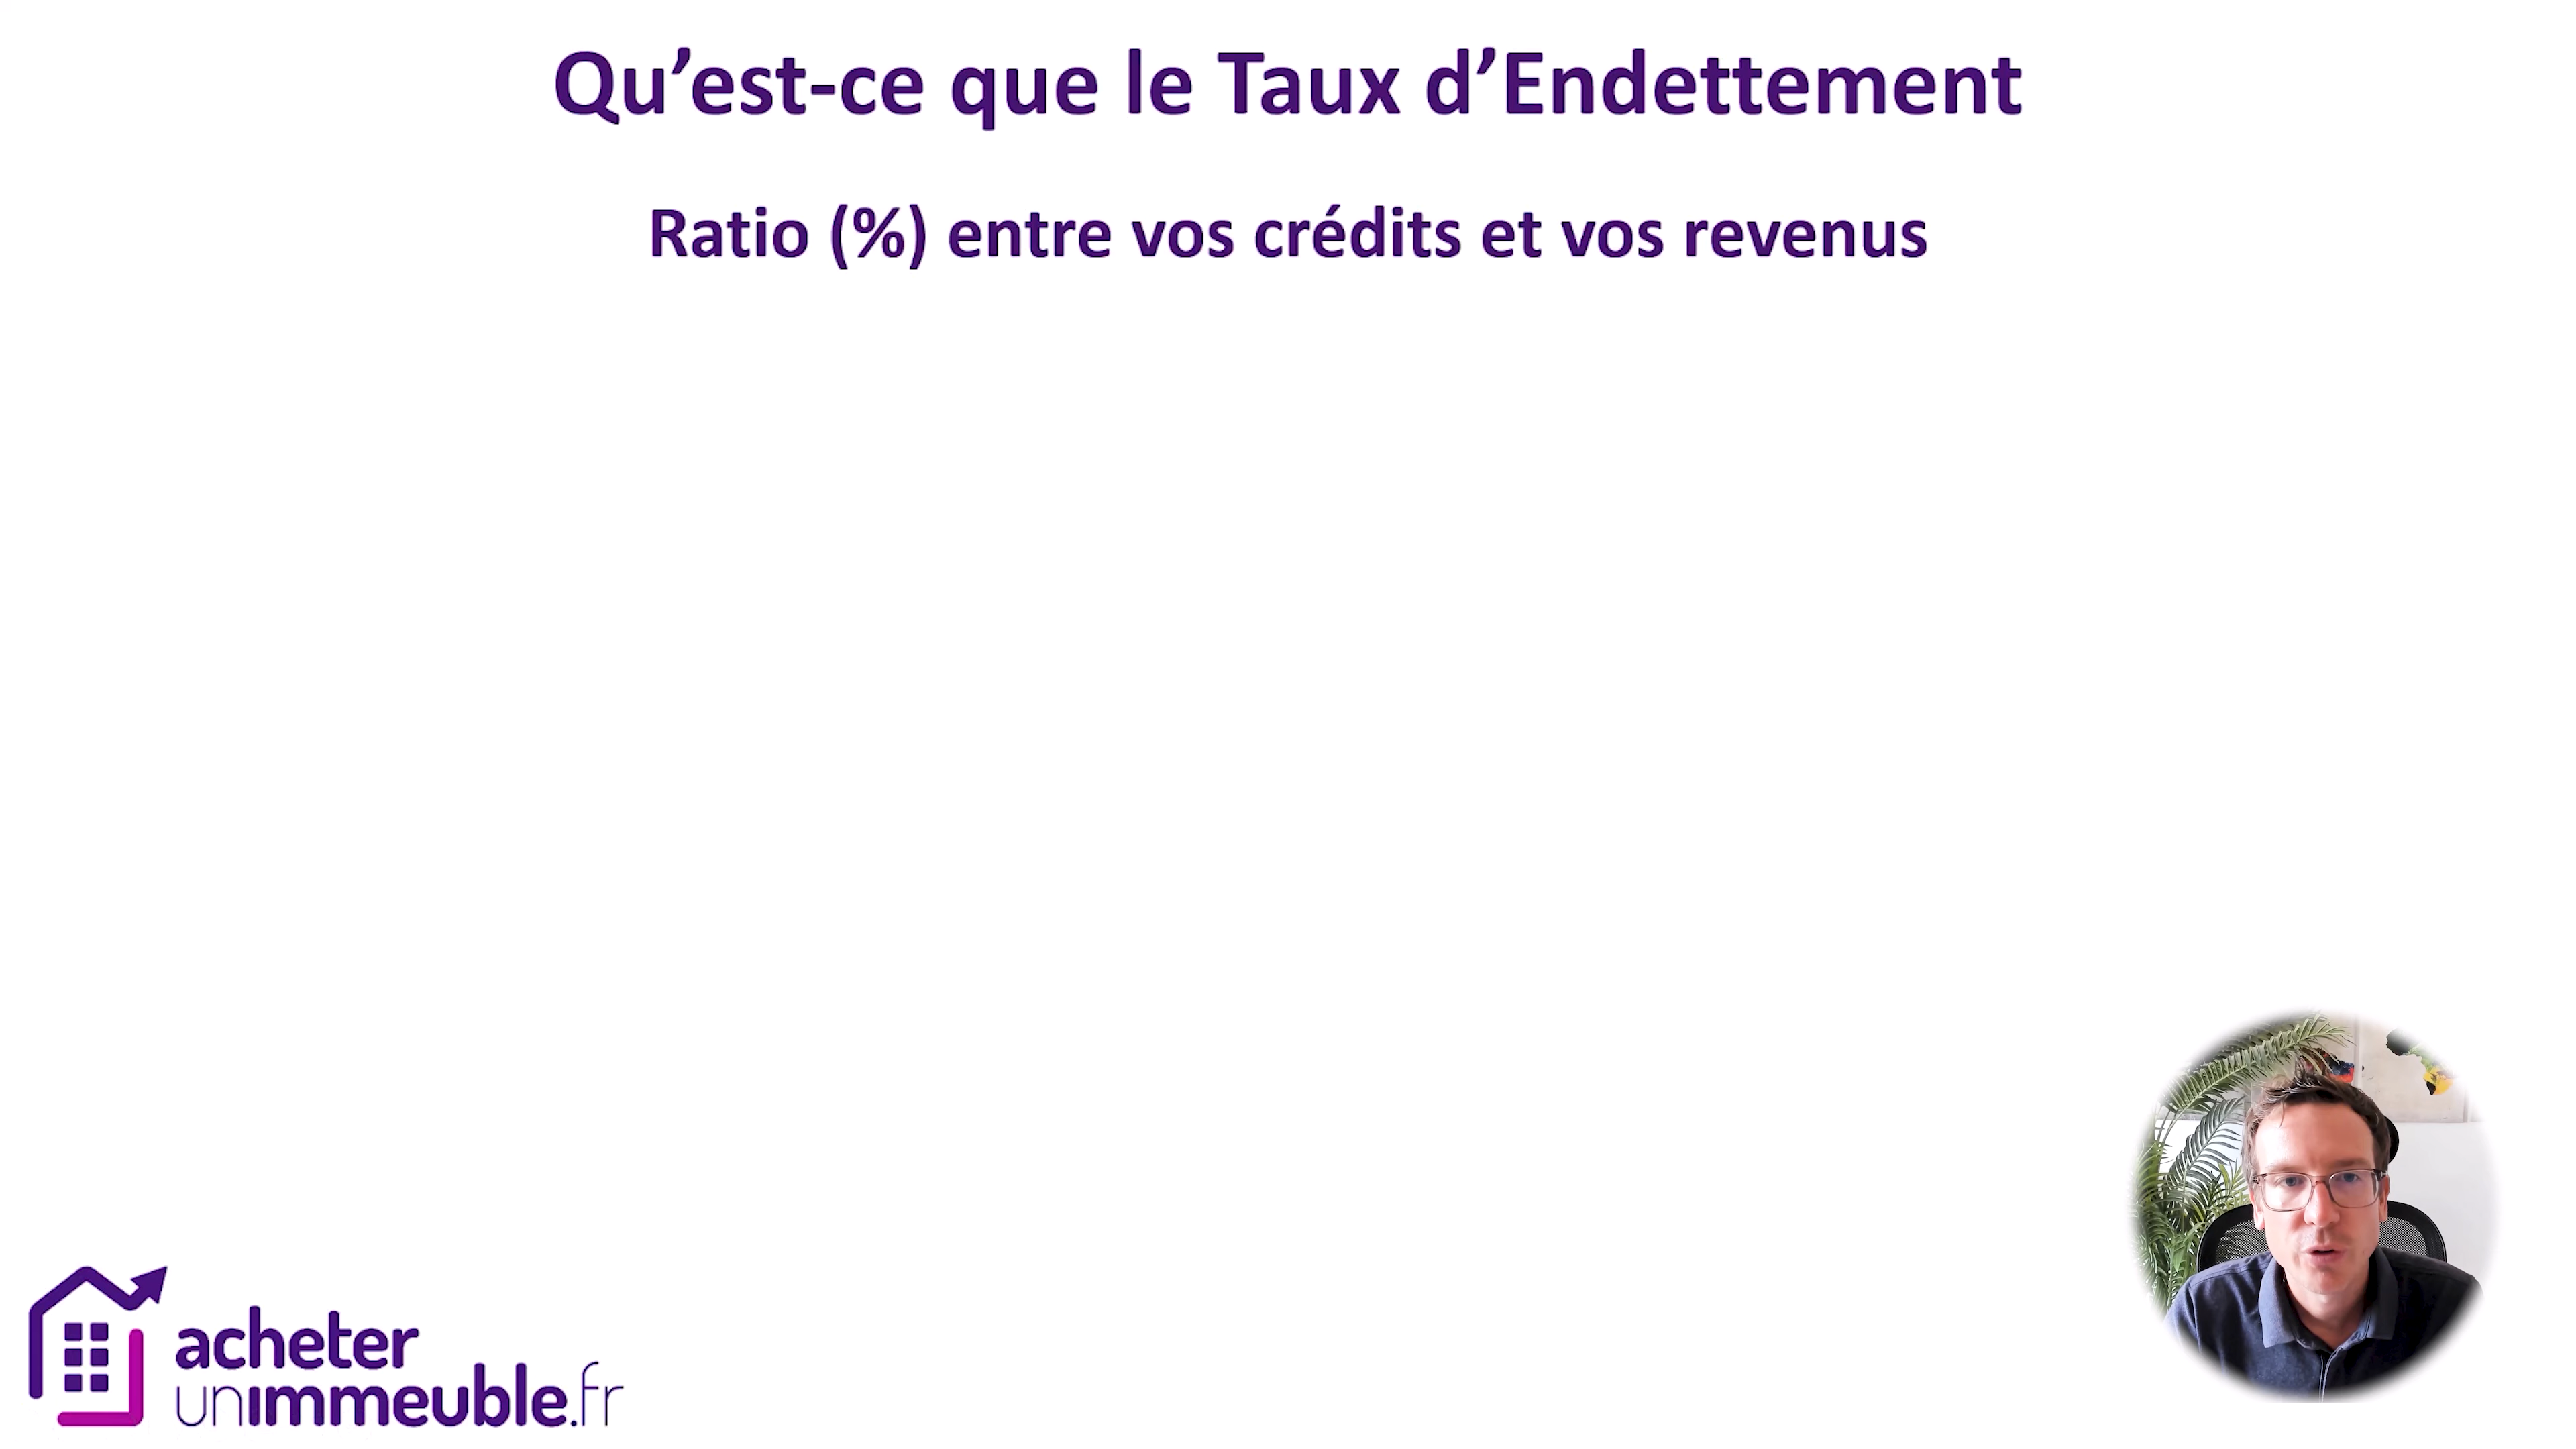 Qu’est-ce que le Taux d’Endettement
Ratio (%) entre vos crédits et vos revenus
acheter
unimmeuble.fr